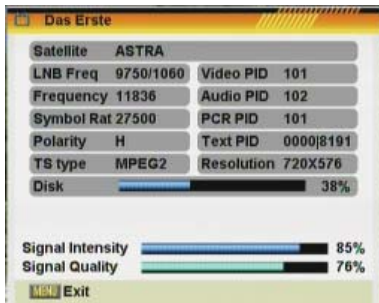 Das Erste
Satellite ASTRA
LNB Freq 9750/1060 Video PID 101
Frequency 11836 Audio PID 102
Symbol Rat 27500 PCR PID 101
Polarity H Text PID 0000|8191
TS type MPEG2 Resolution 720X576
Disk 38%
Signal Intensity 85%
Signal Quality 76%
MENU Exit